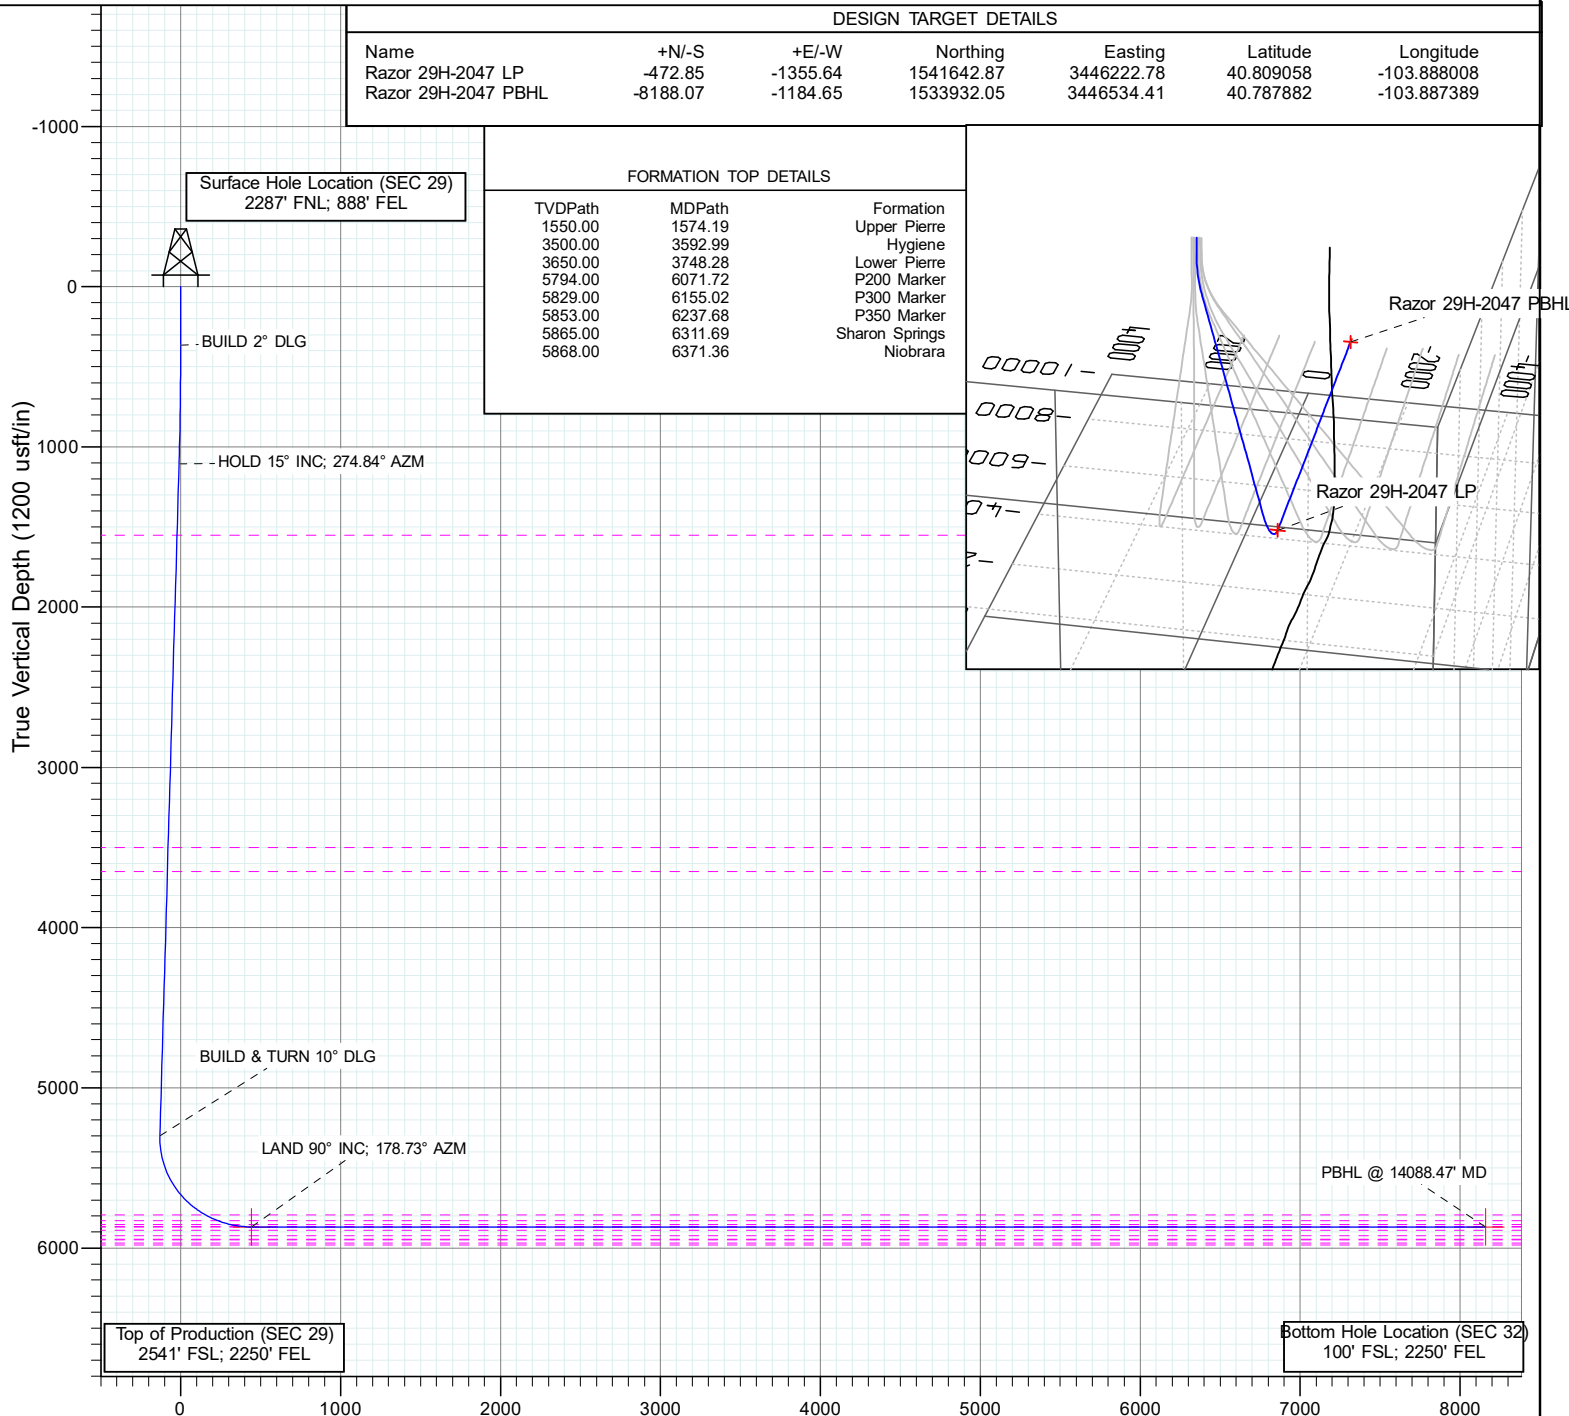 DESIGN TARGET DETAILS
Name +N/-S +E/-W Northing Easting Latitude Longitude
Razor 29H-2047 LP -472.85 -1355.64 1541642.87 3446222.78 40.809058 -103.888008
Razor 29H-2047 PBHL -8188.07 -1184.65 1533932.05 3446534.41 40.787882 -103.887389
-1000
Surface Hole Location (SEC 29)
2287' FNL; 888' FEL
FORMATION TOP DETAILS
TVDPath MDPath Formation
1550.00 1574.19 Upper Pierre
3500.00 3592.99 Hygiene
3650.00 3748.28 Lower Pierre
5794.00 6071.72 P200 Marker
5829.00 6155.02 P300 Marker
5853.00 6237.68 P350 Marker
5865.00 6311.69 Sharon Springs
5868.00 6371.36 Niobrara
Razor 29H-2047 PBHL
4000
2000
0
-2000
-4000
-10000
-8000
Razor 29H-2047 LP
0
BUILD 2° DLG
1000
HOLD 15° INC; 274.84° AZM
True Vertical Depth (1200 usft/in)
2000
3000
4000
BUILD & TURN 10° DLG
5000
LAND 90° INC; 178.73° AZM
PBHL @ 14088.47' MD
6000
Top of Production (SEC 29)
2541' FSL; 2250' FEL
Bottom Hole Location (SEC 32)
100' FSL; 2250' FEL
0 1000 2000 3000 4000 5000 6000 7000 8000